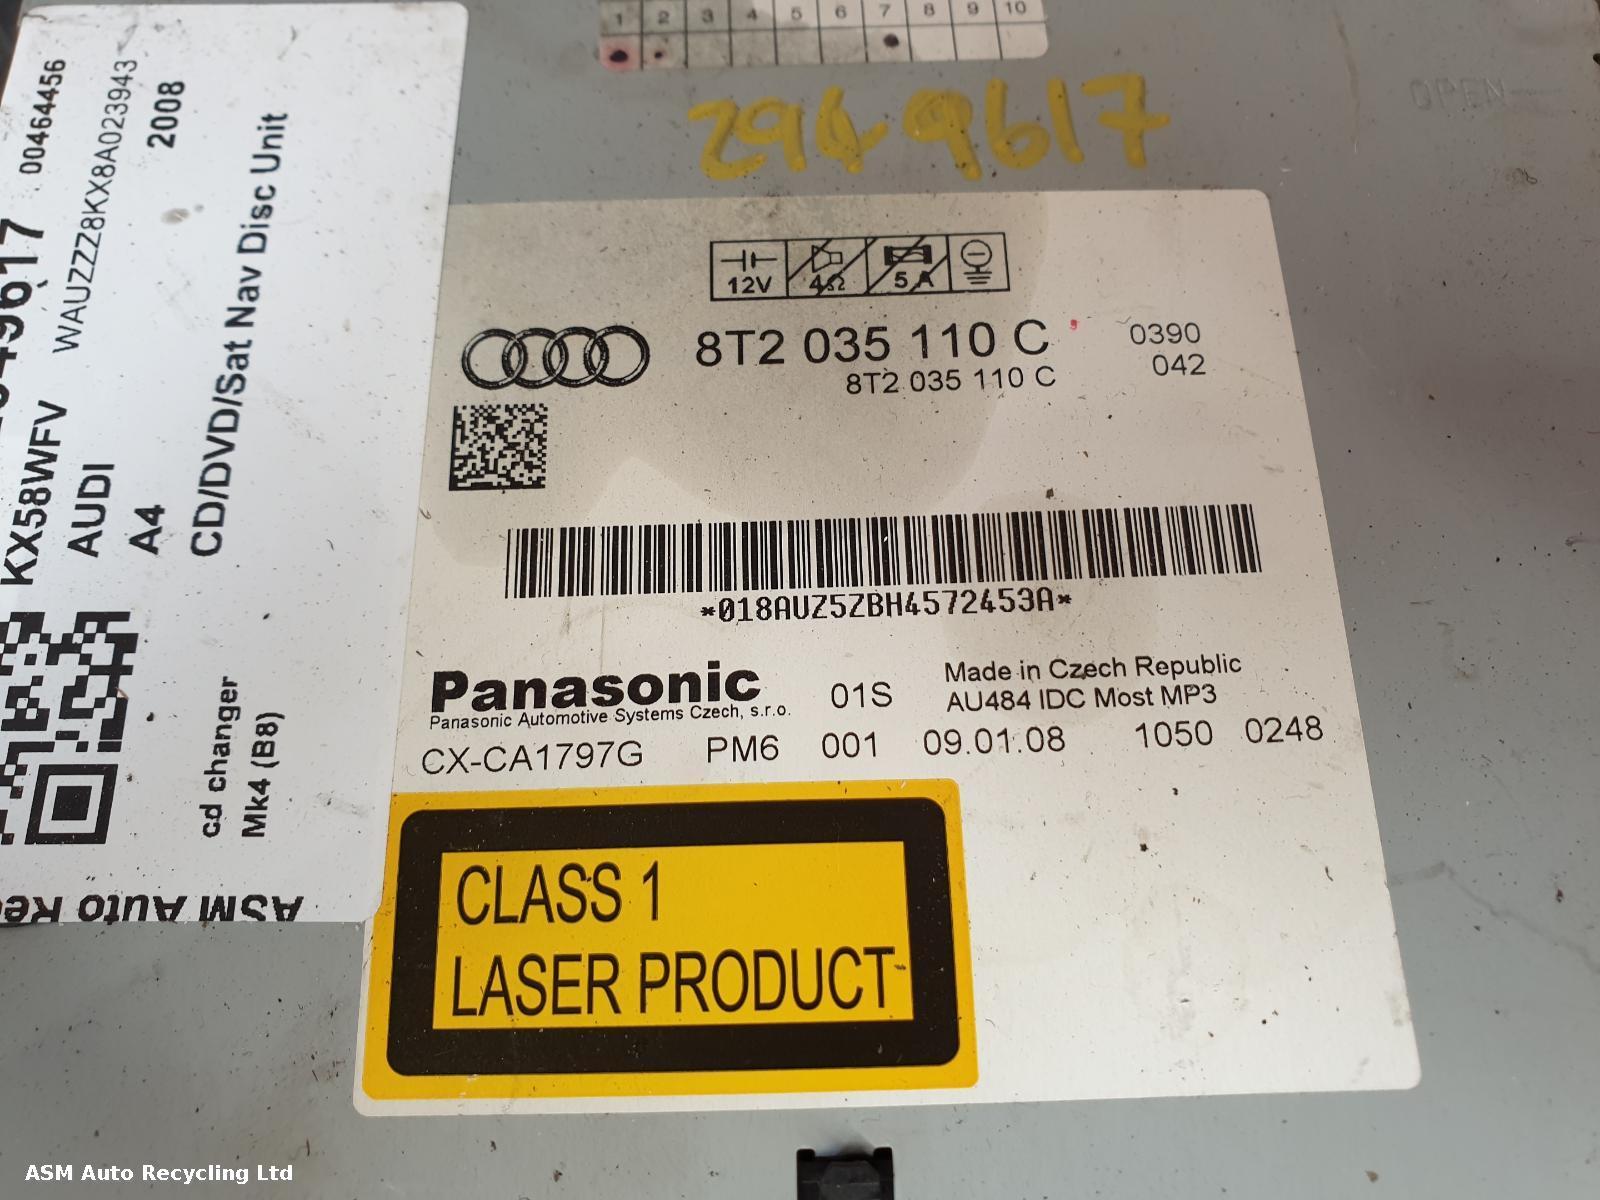 1 2 3 4 5 6 7 8 9 10
OPEN
2949617
00464456
WAUZZZ8KX8A023943
KX58WFV
AUDI
2008
A4
CD/DVD/Sat Nav Disc Unit
cd changer
Mk4 (B8)
ASM Auto
12V 4Ω 5A
8T2 035 110 C 0390
8T2 035 110 C 042
*018AUZ5ZBH4572453A*
Panasonic 01S Made in Czech Republic
Panasonic Automotive Systems Czech, s.r.o. AU484 IDC Most MP3
CX-CA1797G PM6 001 09.01.08 1050 0248
CLASS 1
LASER PRODUCT
ASM Auto Recycling Ltd